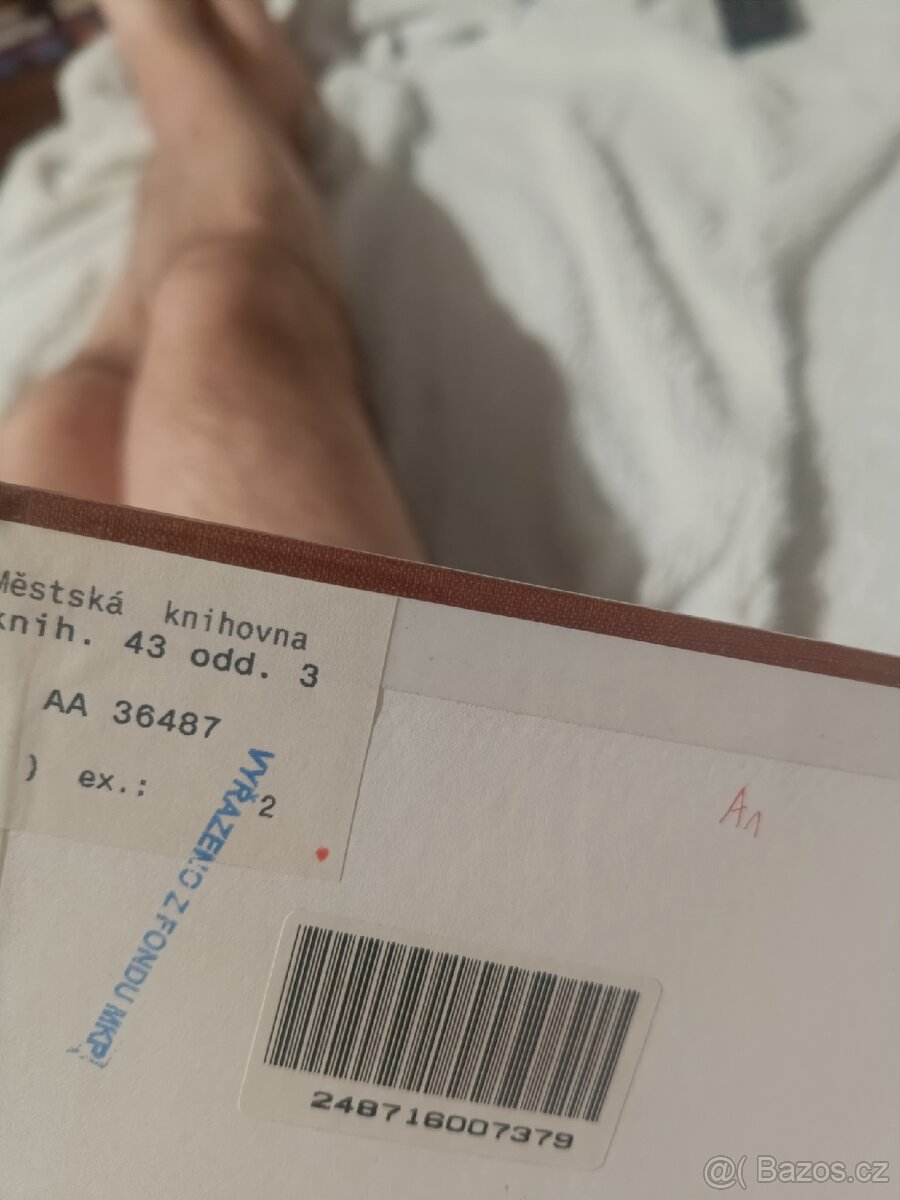 Městská knihovna
knih. 43 odd. 3
AA 36487
) ex.: 2
VYŘAZENO Z FONDU MKP
A1
248716007379
@( Bazos.cz